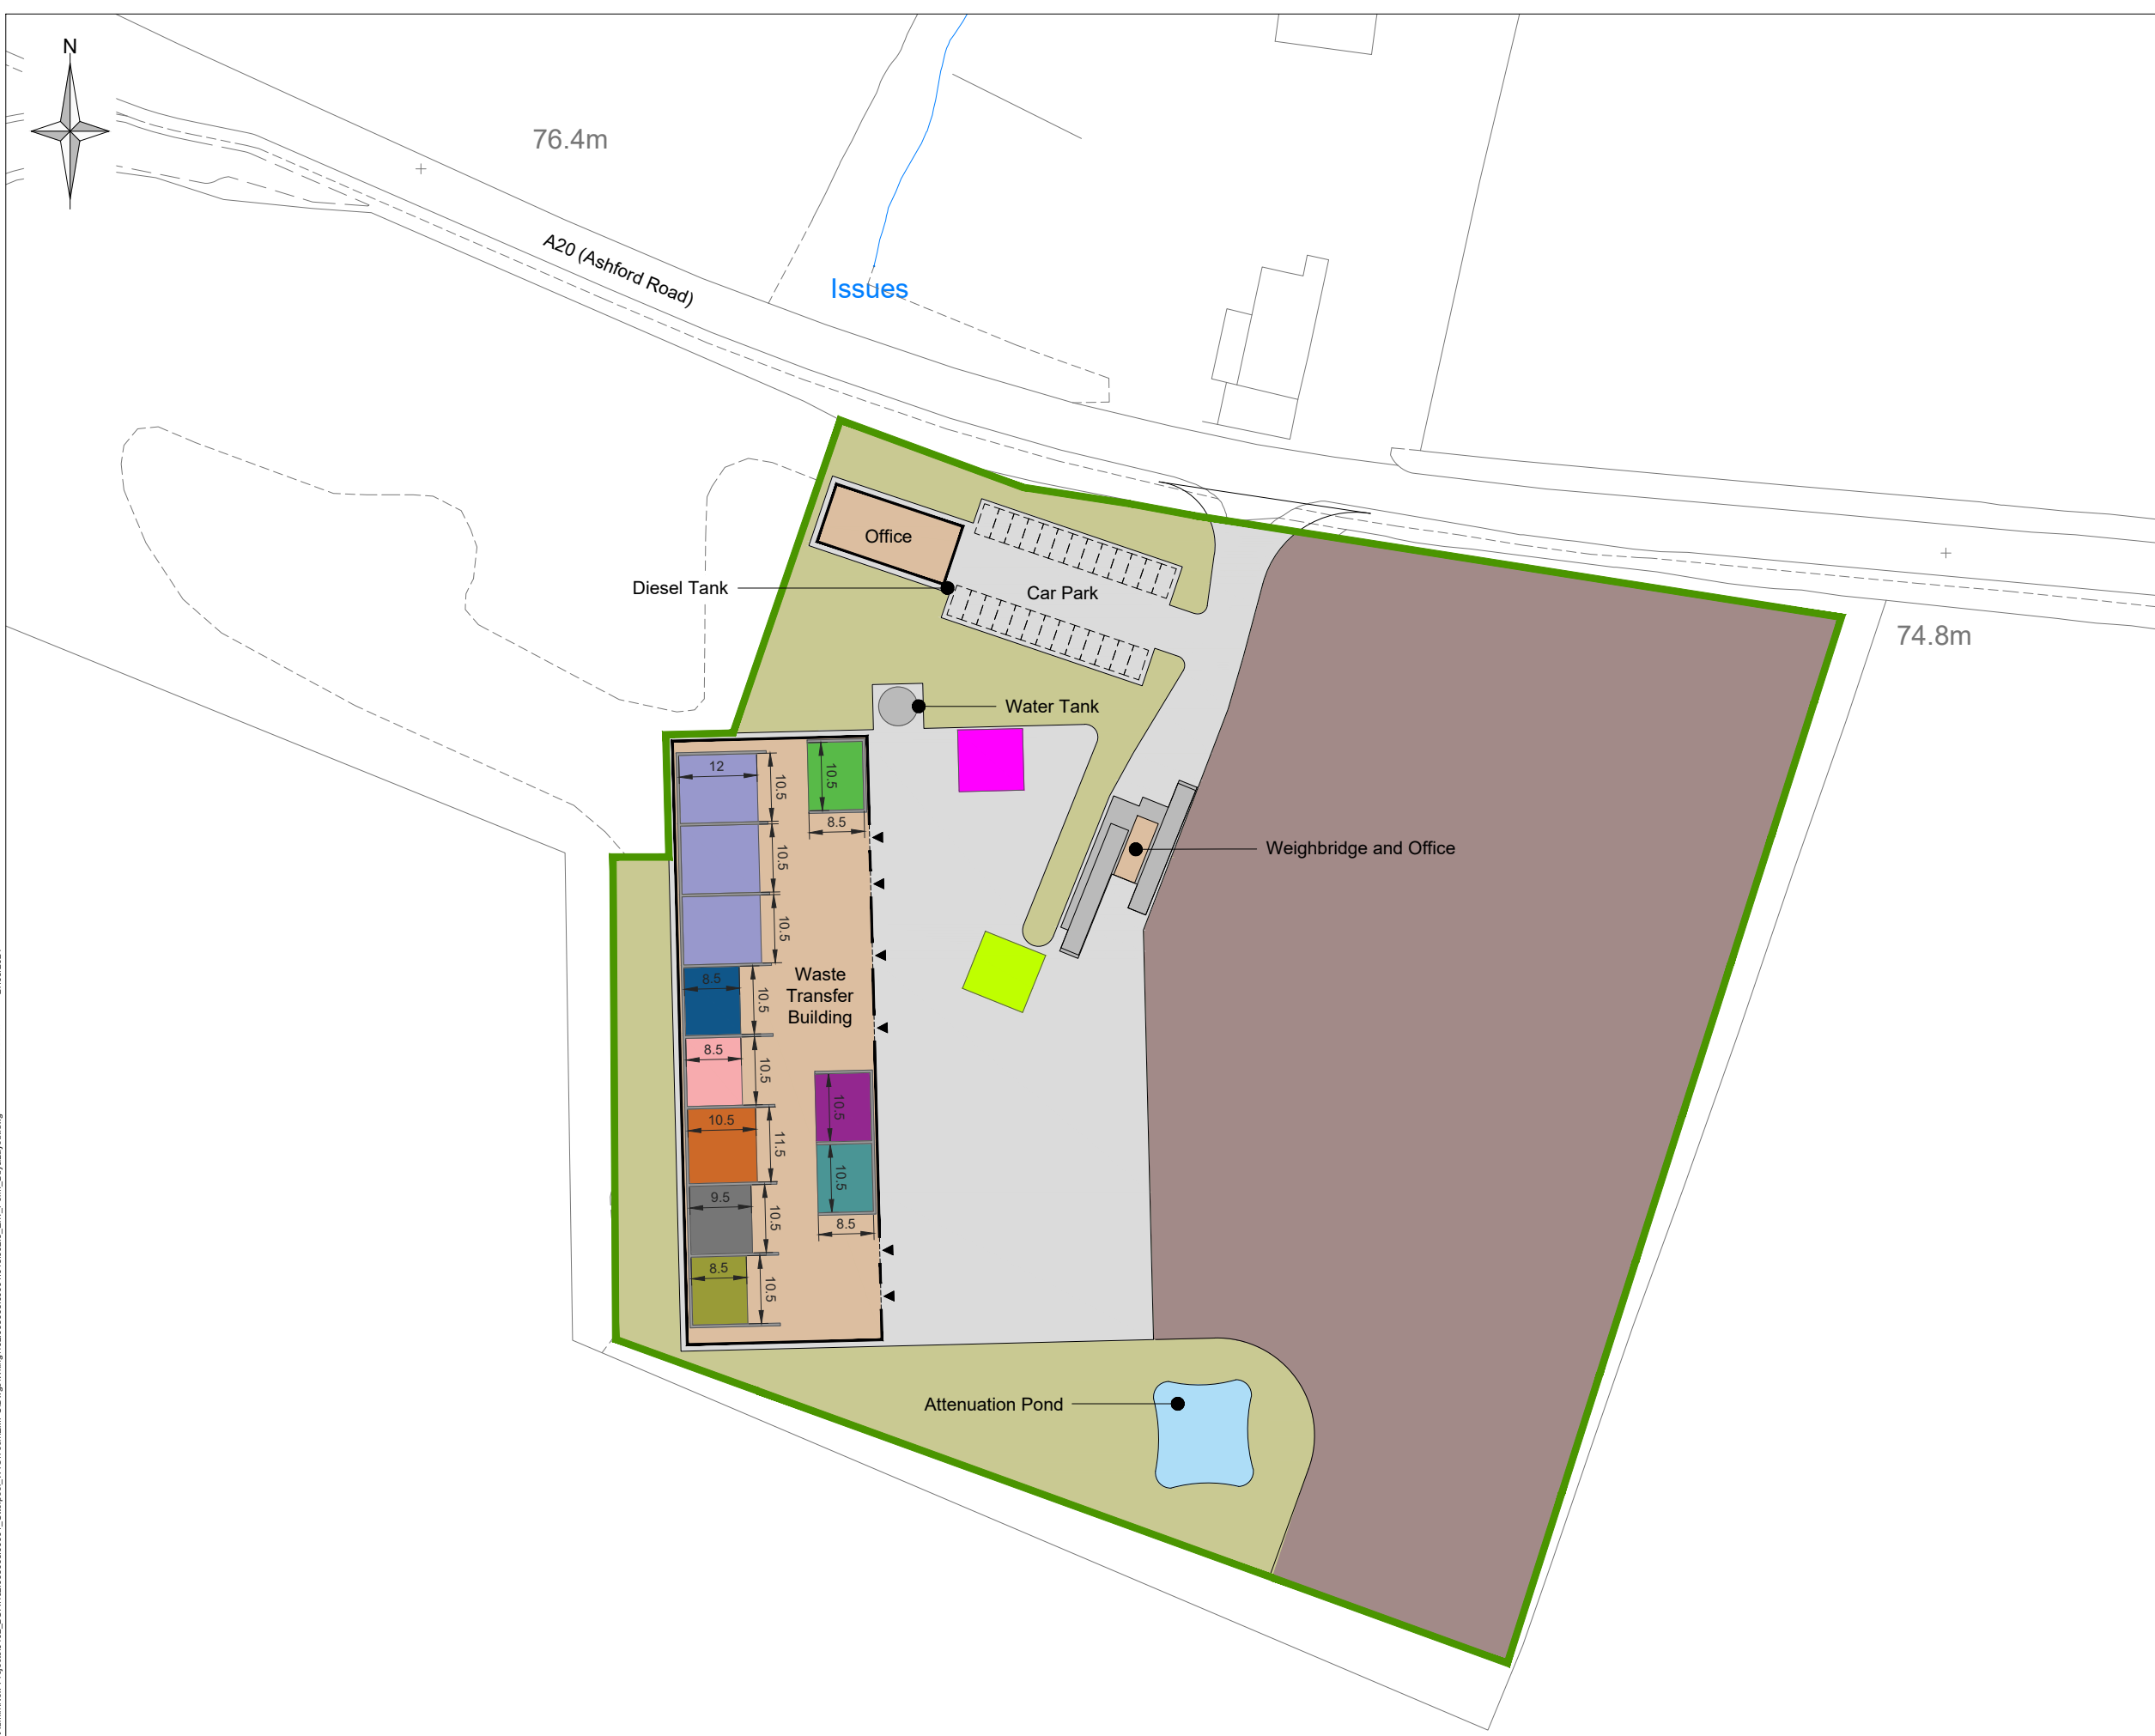 N
76.4m
A20 (Ashford Road)
Issues
Office
Diesel Tank
Car Park
74.8m
Water Tank
12
10.5
10.5
8.5
10.5
Weighbridge and Office
10.5
Waste
Transfer
Building
8.5
10.5
8.5
10.5
10.5
10.5
11.5
10.5
9.5
10.5
8.5
8.5
10.5
Attenuation Pond